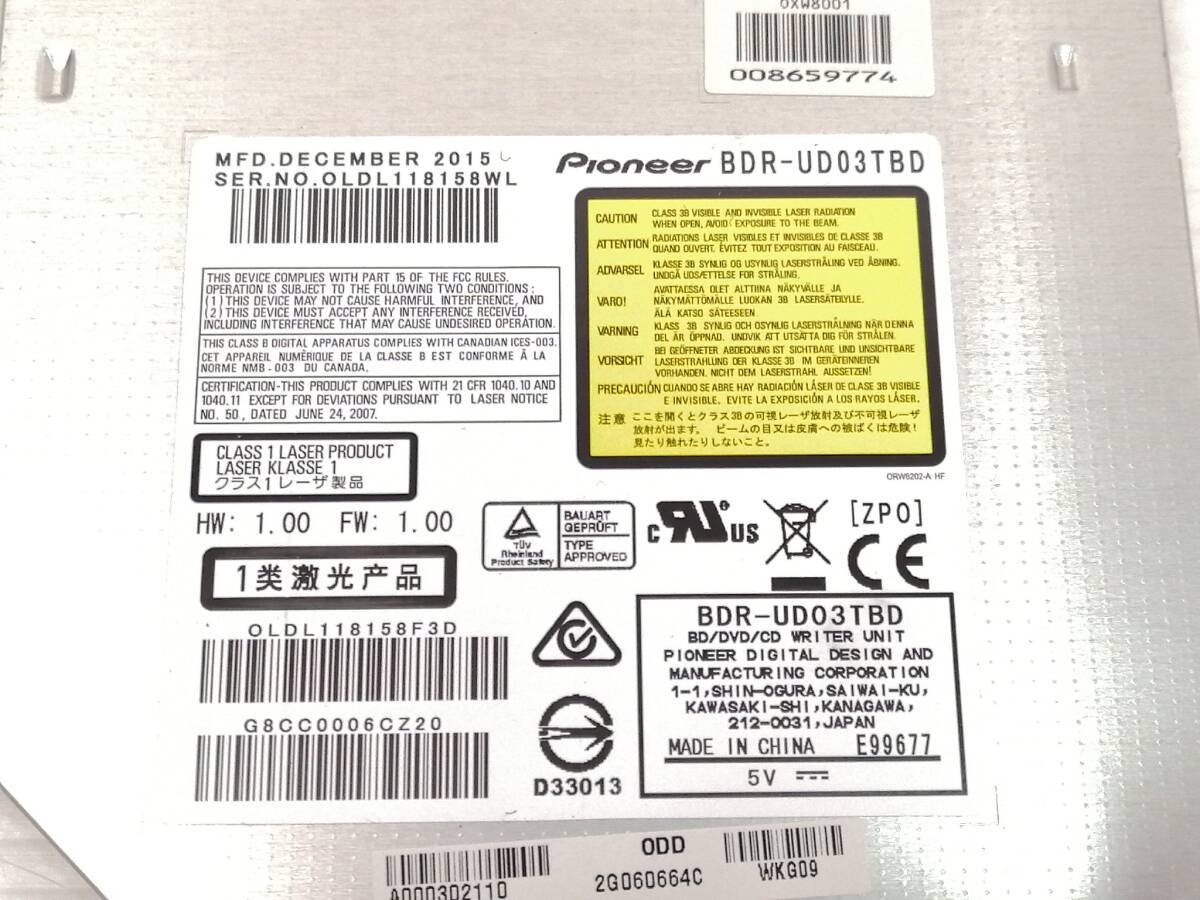 0XW8001
008659774
MFD.DECEMBER 2015
SER.NO.OLDL118158WL
Pioneer BDR-UD03TBD
CAUTION CLASS 3B VISIBLE AND INVISIBLE LASER RADIATION
WHEN OPEN, AVOID EXPOSURE TO THE BEAM.
ATTENTION RADIATIONS LASER VISIBLES ET INVISIBLES DE CLASSE 3B
QUAND OUVERT. ÉVITEZ TOUT EXPOSITION AU FAISCEAU.
ADVARSEL KLASSE 3B SYNLIG OG USYNLIG LASERSTRÅLING VED ÅBNING.
UNDGÅ UDSÆTTELSE FOR STRÅLING.
VARO! AVATTAESSA OLET ALTTIINA NÄKYVÄLLE JA
NÄKYMÄTTÖMÄLLE LUOKAN 3B LASERSÄTEILYLLE.
ÄLÄ KATSO SÄTEESEEN.
VARNING KLASS 3B SYNLIG OCH OSYNLIG LASERSTRÅLNING NÄR DENNA
DEL ÄR ÖPPNAD. UNDVIK ATT UTSÄTTA DIG FÖR STRÅLEN.
VORSICHT BEI GEÖFFNETER ABDECKUNG IST SICHTBARE UND UNSICHTBARE
LASERSTRAHLUNG DER KLASSE 3B IM GERÄTEINNEREN
VORHANDEN. NICHT DEM LASERSTRAHL AUSSETZEN!
PRECAUCIÓN CUANDO SE ABRE HAY RADIACIÓN LÁSER DE CLASE 3B VISIBLE
E INVISIBLE. EVITE LA EXPOSICIÓN A LOS RAYOS LÁSER.
注意 ここを開くとクラス3Bの可視レーザ放射及び不可視レーザ
放射が出ます。 ビームの目又は皮膚への被ばくは危険!
見たり触れたりしないこと。
ORW6202-A HF
THIS DEVICE COMPLIES WITH PART 15 OF THE FCC RULES.
OPERATION IS SUBJECT TO THE FOLLOWING TWO CONDITIONS :
(1) THIS DEVICE MAY NOT CAUSE HARMFUL INTERFERENCE, AND
(2) THIS DEVICE MUST ACCEPT ANY INTERFERENCE RECEIVED,
INCLUDING INTERFERENCE THAT MAY CAUSE UNDESIRED OPERATION.
THIS CLASS B DIGITAL APPARATUS COMPLIES WITH CANADIAN ICES-003.
CET APPAREIL NUMÉRIQUE DE LA CLASSE B EST CONFORME À LA
NORME NMB-003 DU CANADA.
CERTIFICATION-THIS PRODUCT COMPLIES WITH 21 CFR 1040.10 AND
1040.11 EXCEPT FOR DEVIATIONS PURSUANT TO LASER NOTICE
NO. 50, DATED JUNE 24, 2007.
CLASS 1 LASER PRODUCT
LASER KLASSE 1
クラス1レーザ製品
HW: 1.00 FW: 1.00
1类激光产品
OLDL118158F3D
G8CC0006CZ20
TÜV
Rheinland
Product Safety
BAUART
GEPRÜFT
TYPE
APPROVED
C RU US
[ZPO]
CE
D33013
BDR-UD03TBD
BD/DVD/CD WRITER UNIT
PIONEER DIGITAL DESIGN AND
MANUFACTURING CORPORATION
1-1,SHIN-OGURA,SAIWAI-KU,
KAWASAKI-SHI,KANAGAWA,
212-0031,JAPAN
MADE IN CHINA E99677
5V
ODD
A000302110
2G060664C
WKG09